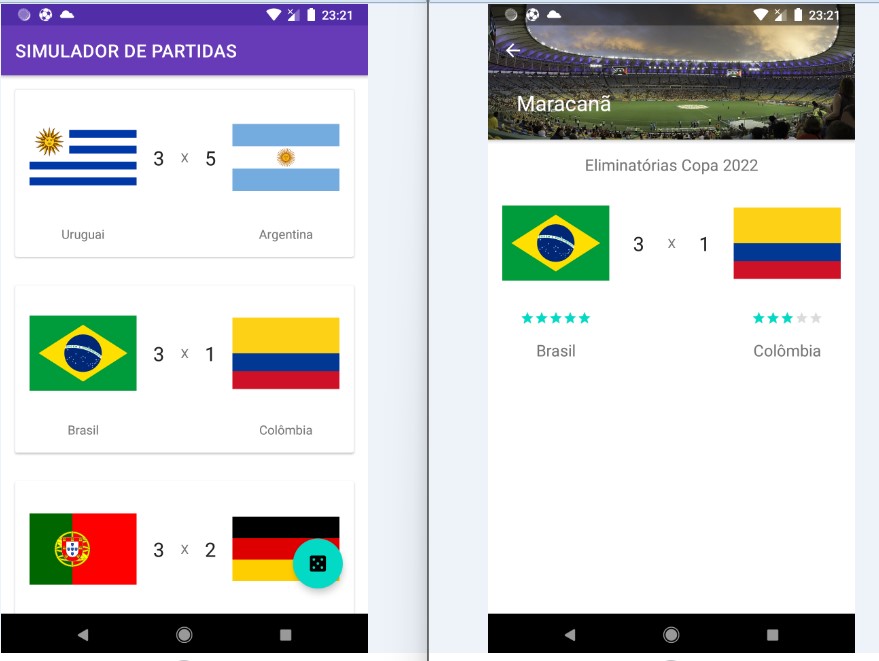 23:21
SIMULADOR DE PARTIDAS
3 x 5
Uruguai Argentina
3 x 1
Brasil Colômbia
3 x 2
23:21
Maracanã
Eliminatórias Copa 2022
3 x 1
Brasil Colômbia